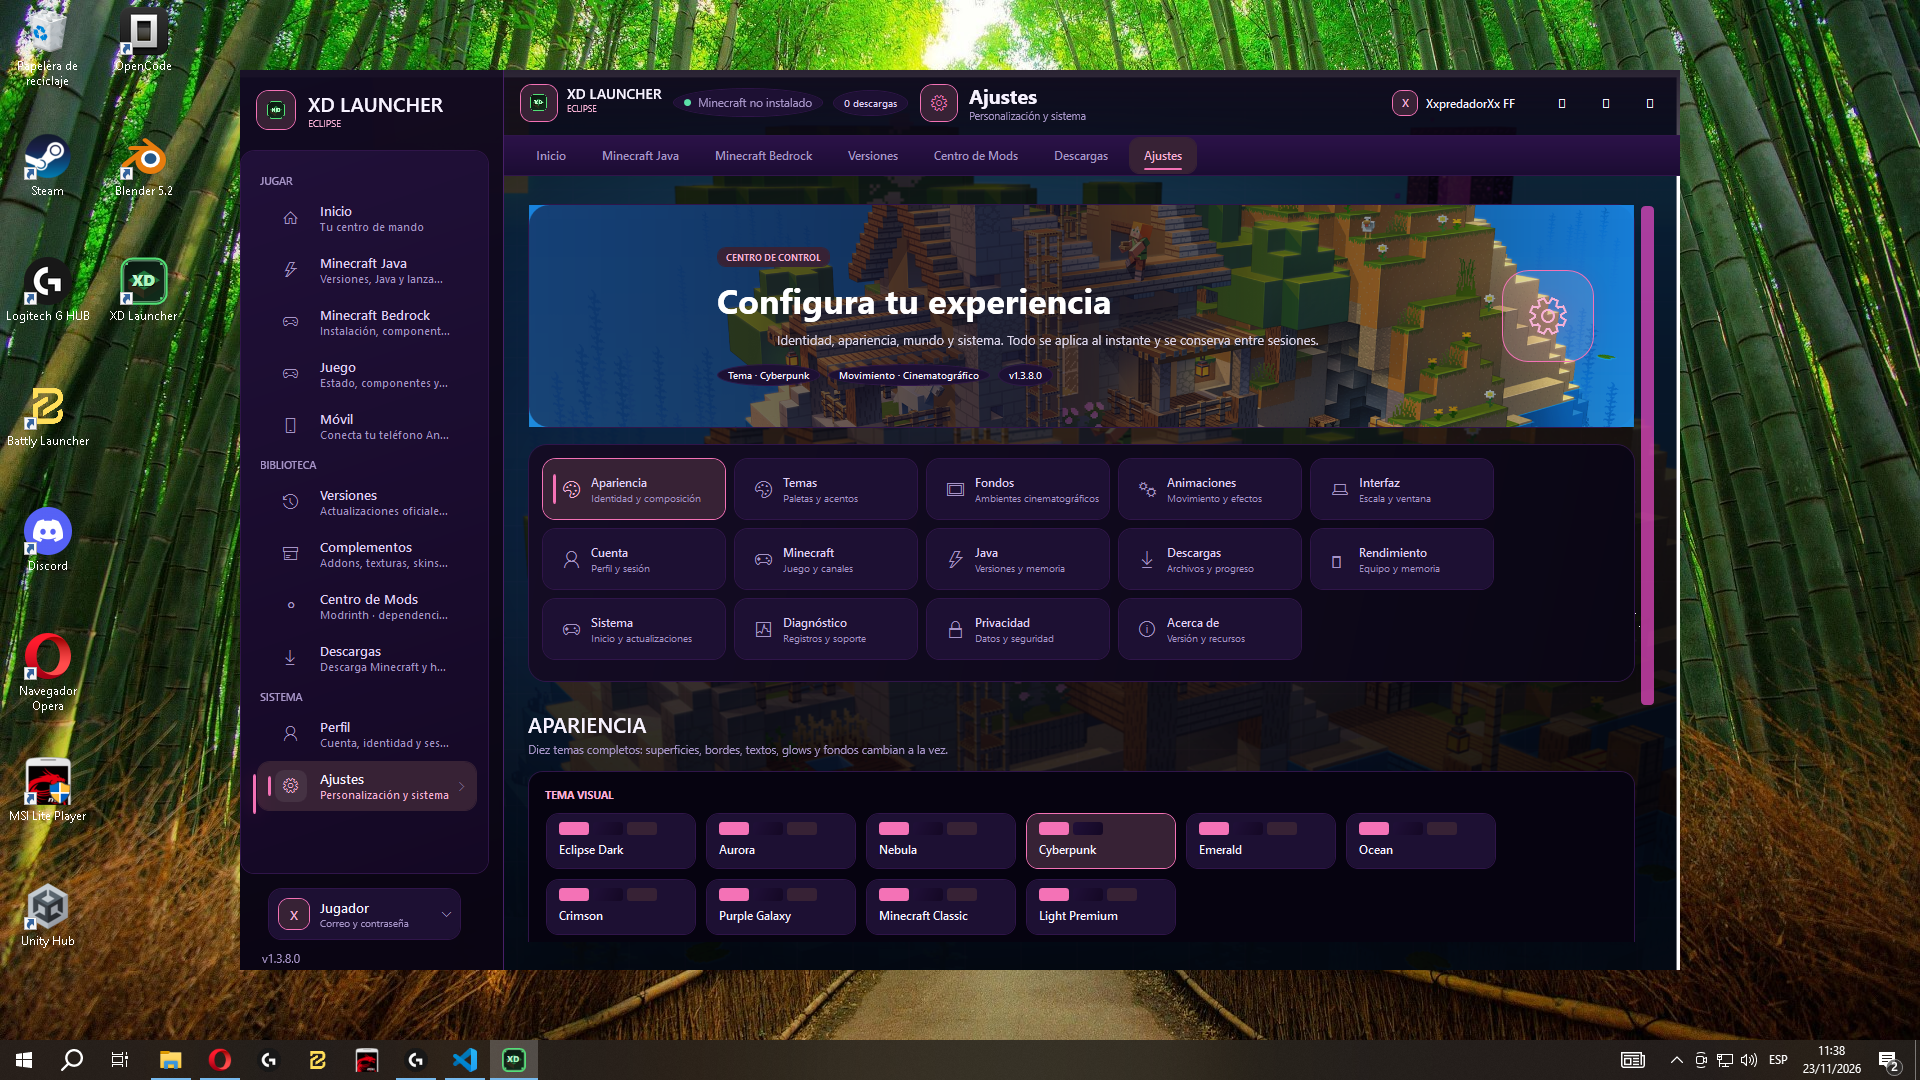 Papelera de
reciclaje
OpenCode
Steam
Blender 5.2
Logitech G HUB
XD
XD Launcher
Battly Launcher
Discord
Navegador
Opera
MSI Lite Player
Unity Hub
XD
XD LAUNCHER
ECLIPSE
JUGAR
Inicio
Tu centro de mando
Minecraft Java
Versiones, Java y lanza...
Minecraft Bedrock
Instalación, component...
Juego
Estado, componentes y...
Móvil
Conecta tu teléfono An...
BIBLIOTECA
Versiones
Actualizaciones oficiale...
Complementos
Addons, texturas, skins...
Centro de Mods
Modrinth · dependenci...
Descargas
Descarga Minecraft y h...
SISTEMA
Perfil
Cuenta, identidad y ses...
Ajustes
Personalización y sistema
X
Jugador
Correo y contraseña
v1.3.8.0
XD
XD LAUNCHER
ECLIPSE
Minecraft no instalado
0 descargas
Ajustes
Personalización y sistema
X
XxpredadorXx FF
Inicio
Minecraft Java
Minecraft Bedrock
Versiones
Centro de Mods
Descargas
Ajustes
CENTRO DE CONTROL
Configura tu experiencia
Identidad, apariencia, mundo y sistema. Todo se aplica al instante y se conserva entre sesiones.
Tema · Cyberpunk
Movimiento · Cinematográfico
v1.3.8.0
Apariencia
Identidad y composición
Temas
Paletas y acentos
Fondos
Ambientes cinematográficos
Animaciones
Movimiento y efectos
Interfaz
Escala y ventana
Cuenta
Perfil y sesión
Minecraft
Juego y canales
Java
Versiones y memoria
Descargas
Archivos y progreso
Rendimiento
Equipo y memoria
Sistema
Inicio y actualizaciones
Diagnóstico
Registros y soporte
Privacidad
Datos y seguridad
Acerca de
Versión y recursos
APARIENCIA
Diez temas completos: superficies, bordes, textos, glows y fondos cambian a la vez.
TEMA VISUAL
Eclipse Dark
Aurora
Nebula
Cyberpunk
Emerald
Ocean
Crimson
Purple Galaxy
Minecraft Classic
Light Premium
XD
ESP
11:38
23/11/2026
2